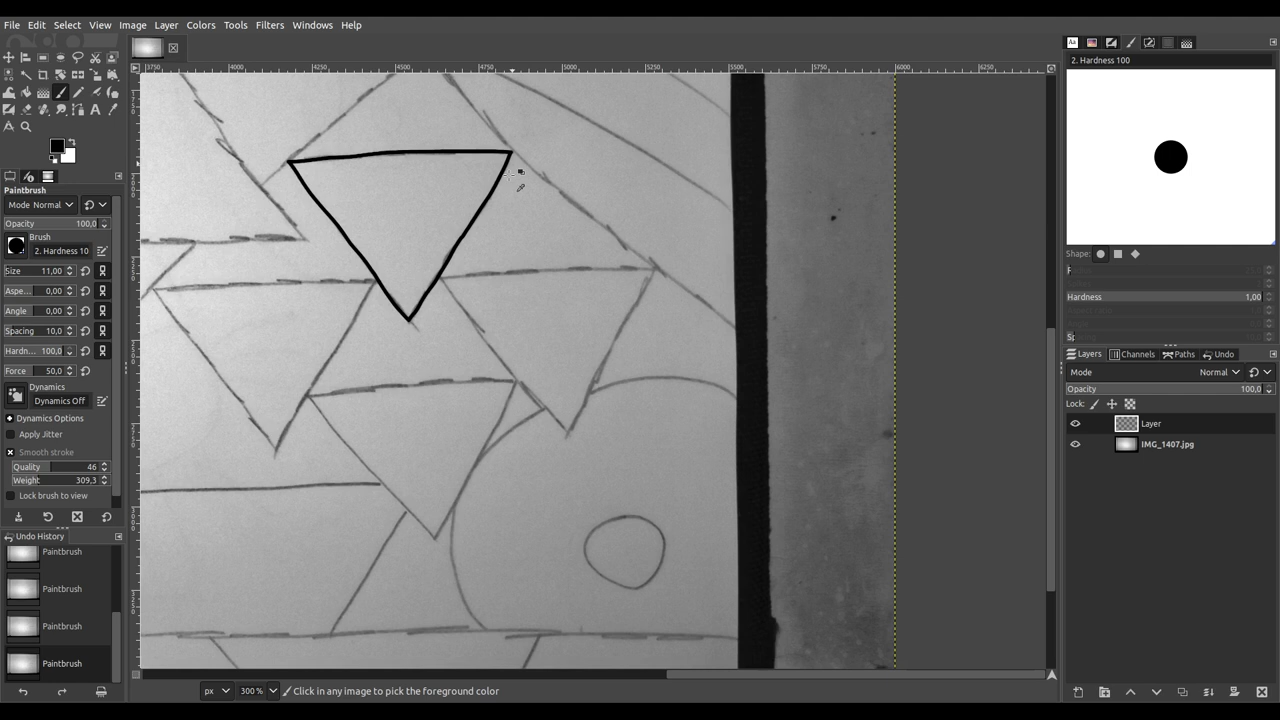 File Edit Select View Image Layer Colors Tools Filters Windows Help
3750 4000 4250 4500 4750 5000 5250 5500 5750 6000 6250
2. Hardness 100
Paintbrush
Mode Normal
Opacity 100,0
Brush
2. Hardness 10
Size 11,00
Aspe... 0,00
Angle 0,00
Spacing 10,0
Hardn... 100,0
Force 50,0
Dynamics
Dynamics Off
Dynamics Options
Apply Jitter
Smooth stroke
Quality 46
Weight 309,3
Lock brush to view
Undo History
Paintbrush
Paintbrush
Paintbrush
Paintbrush
px 300 % Click in any image to pick the foreground color
Shape:
Hardness 1,00
Layers Channels Paths Undo
Mode Normal
Opacity 100,0
Lock:
Layer
IMG_1407.jpg